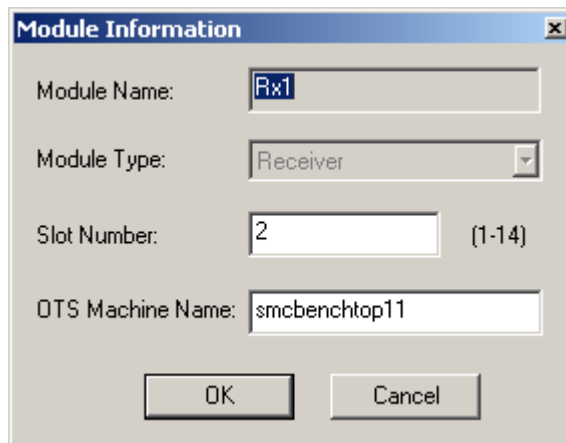 Module Information
Module Name: Rx1
Module Type: Receiver
Slot Number: 2 (1-14)
OTS Machine Name: smcbenchtop11
OK Cancel